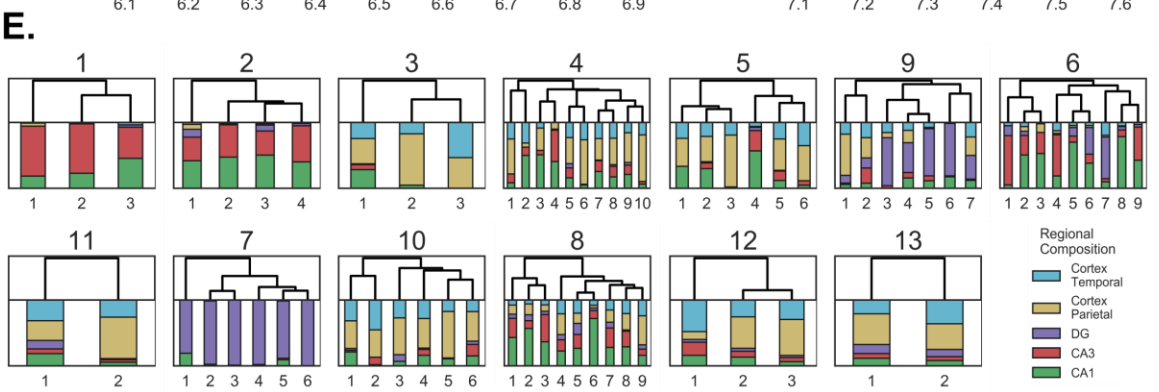 6.1 6.2 6.3 6.4 6.5 6.6 6.7 6.8 6.9 7.1 7.2 7.3 7.4 7.5 7.6
E.
1 2 3 4 5 9 6
1 2 3 1 2 3 4 1 2 3 1 2 3 4 5 6 7 8 9 10 1 2 3 4 5 6 1 2 3 4 5 6 7 1 2 3 4 5 6 7 8 9
11 7 10 8 12 13
1 2 1 2 3 4 5 6 1 2 3 4 5 6 1 2 3 4 5 6 7 8 9 1 2 3 1 2
Regional
Composition
Cortex
Temporal
Cortex
Parietal
DG
CA3
CA1